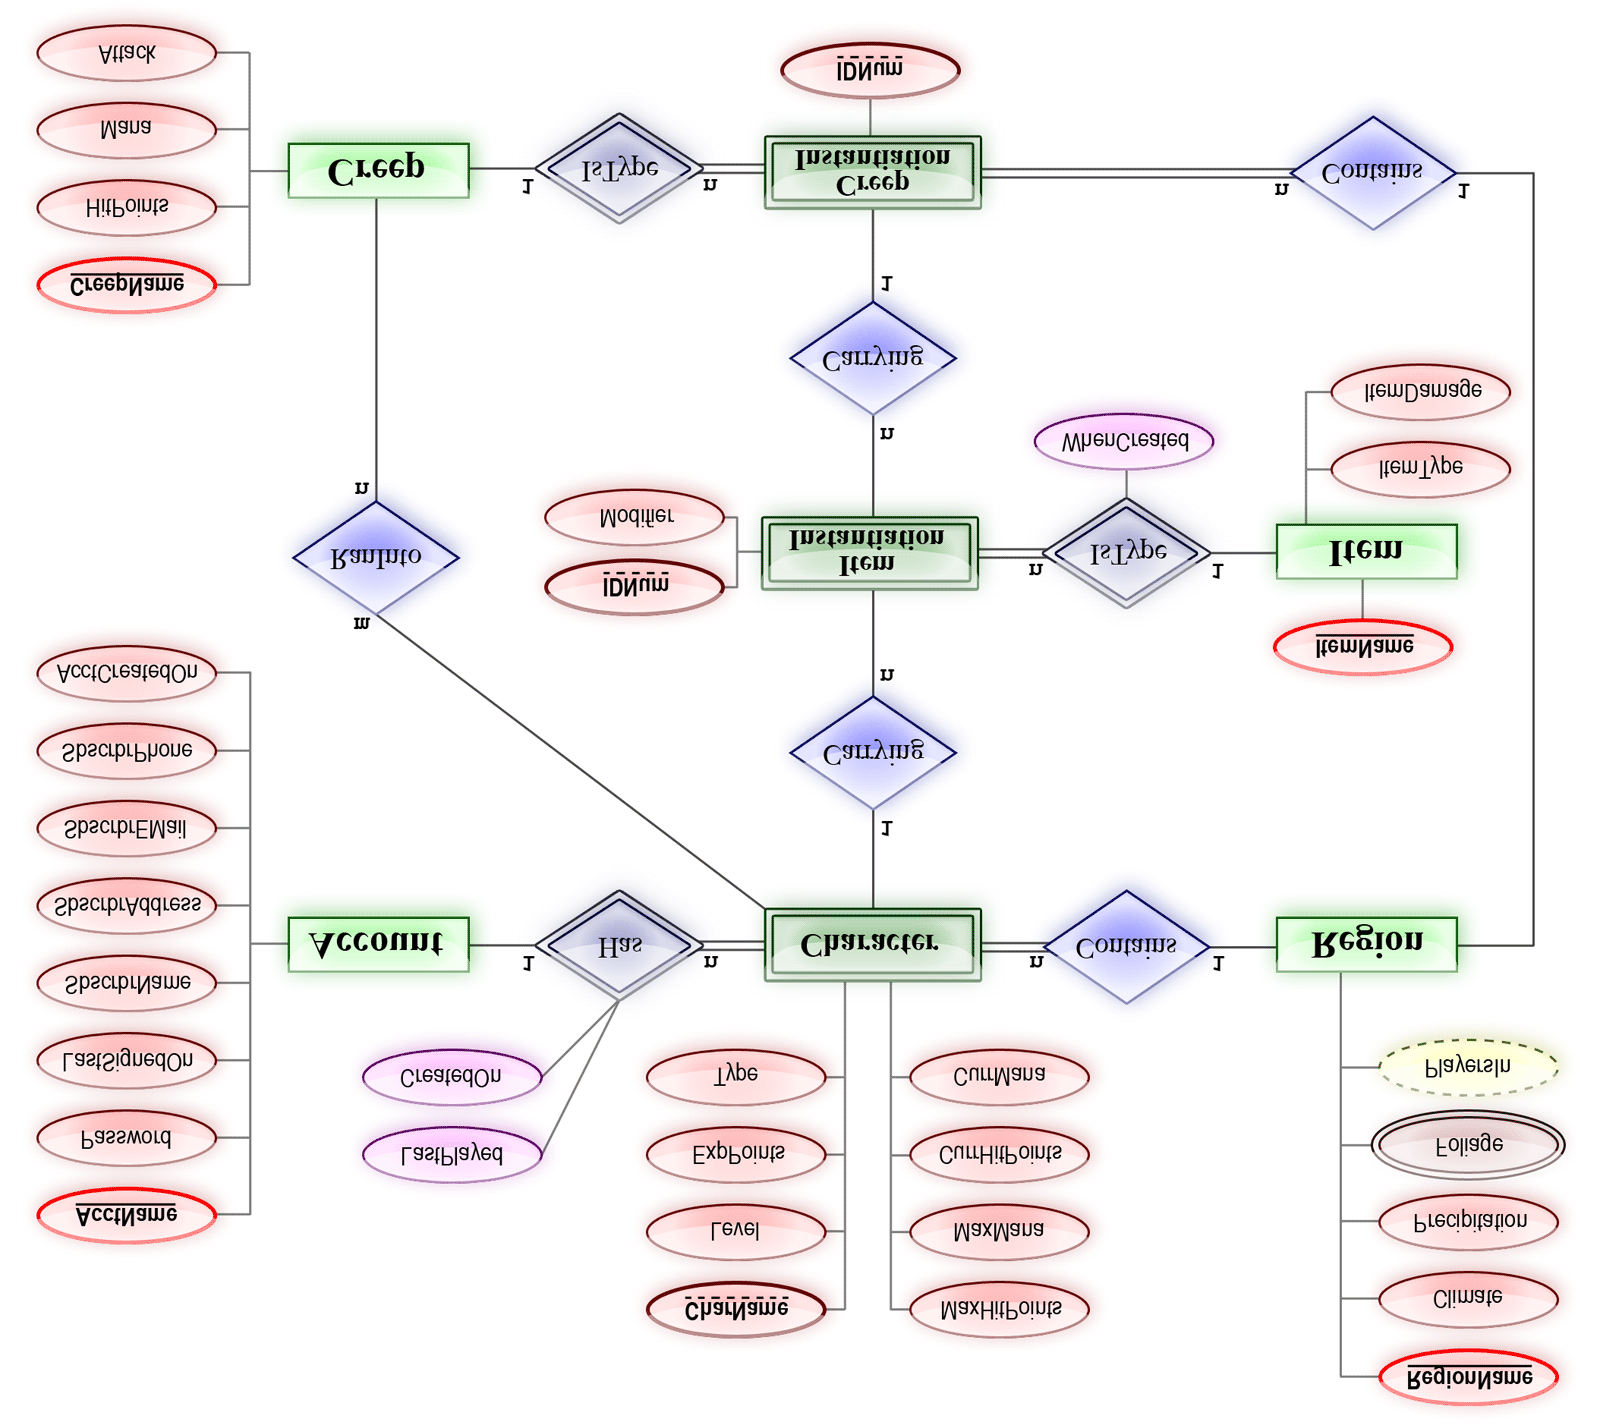 Attack
IDNum
Mana
Creep
IsType
1
n
Instantiation
Creep
n
Contains
1
HitPoints
CreepName
1
Carrying
n
ItemDamage
WhenCreated
ItemType
n
RanInto
m
Modifier
IDNum
Instantiation
Item
n
IsType
1
Item
ItemName
AcctCreatedOn
n
SbscrbrPhone
Carrying
1
SbscrbrEMail
SbscrbrAddress
Account
1
Has
n
Character
n
Contains
1
Region
SbscrbrName
LastSignedOn
CreatedOn
Type
CurrMana
PlayersIn
Password
LastPlayed
ExpPoints
CurrHitPoints
Foliage
AcctName
Level
MaxMana
Precipitation
CharName
MaxHitPoints
Climate
RegionName